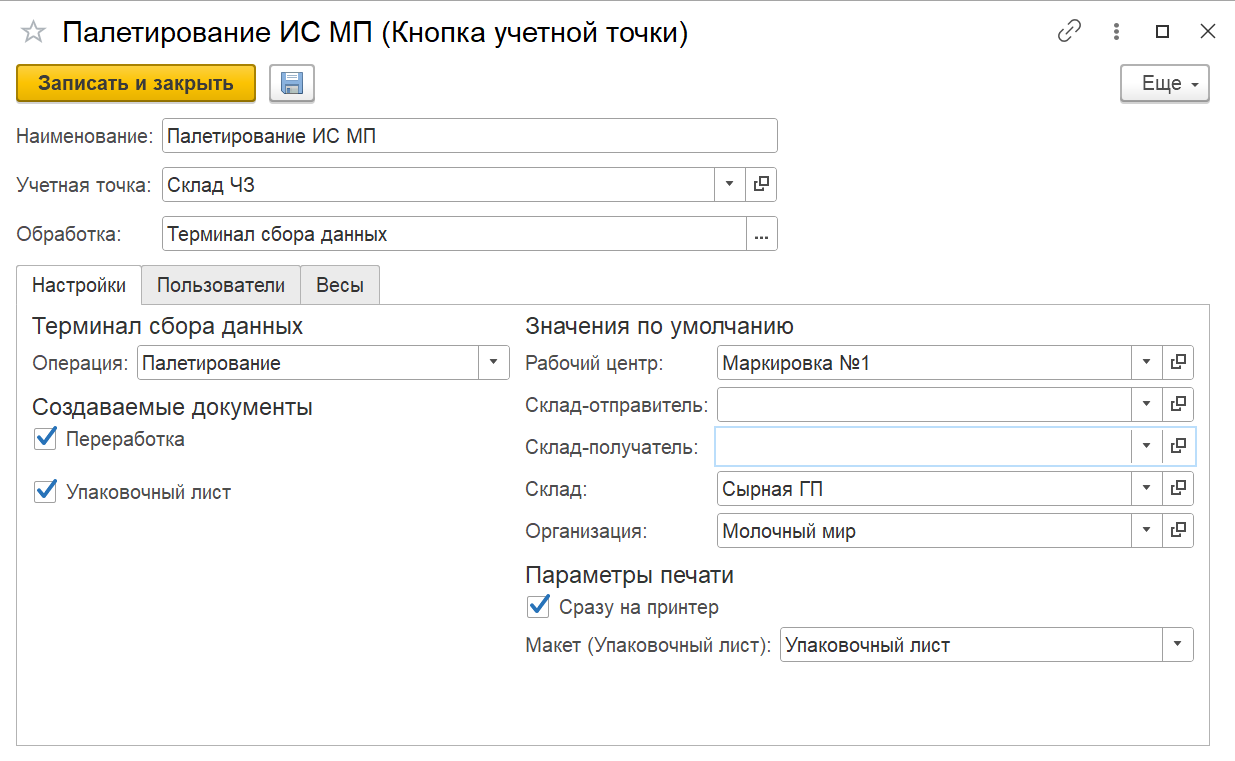 Палетирование ИС МП (Кнопка учетной точки)
Записать и закрыть
Еще
Наименование: Палетирование ИС МП
Учетная точка: Склад ЧЗ
Обработка: Терминал сбора данных ...
Настройки Пользователи Весы
Терминал сбора данных
Операция: Палетирование
Создаваемые документы
Переработка
Упаковочный лист
Значения по умолчанию
Рабочий центр: Маркировка №1
Склад-отправитель:
Склад-получатель:
Склад: Сырная ГП
Организация: Молочный мир
Параметры печати
Сразу на принтер
Макет (Упаковочный лист): Упаковочный лист